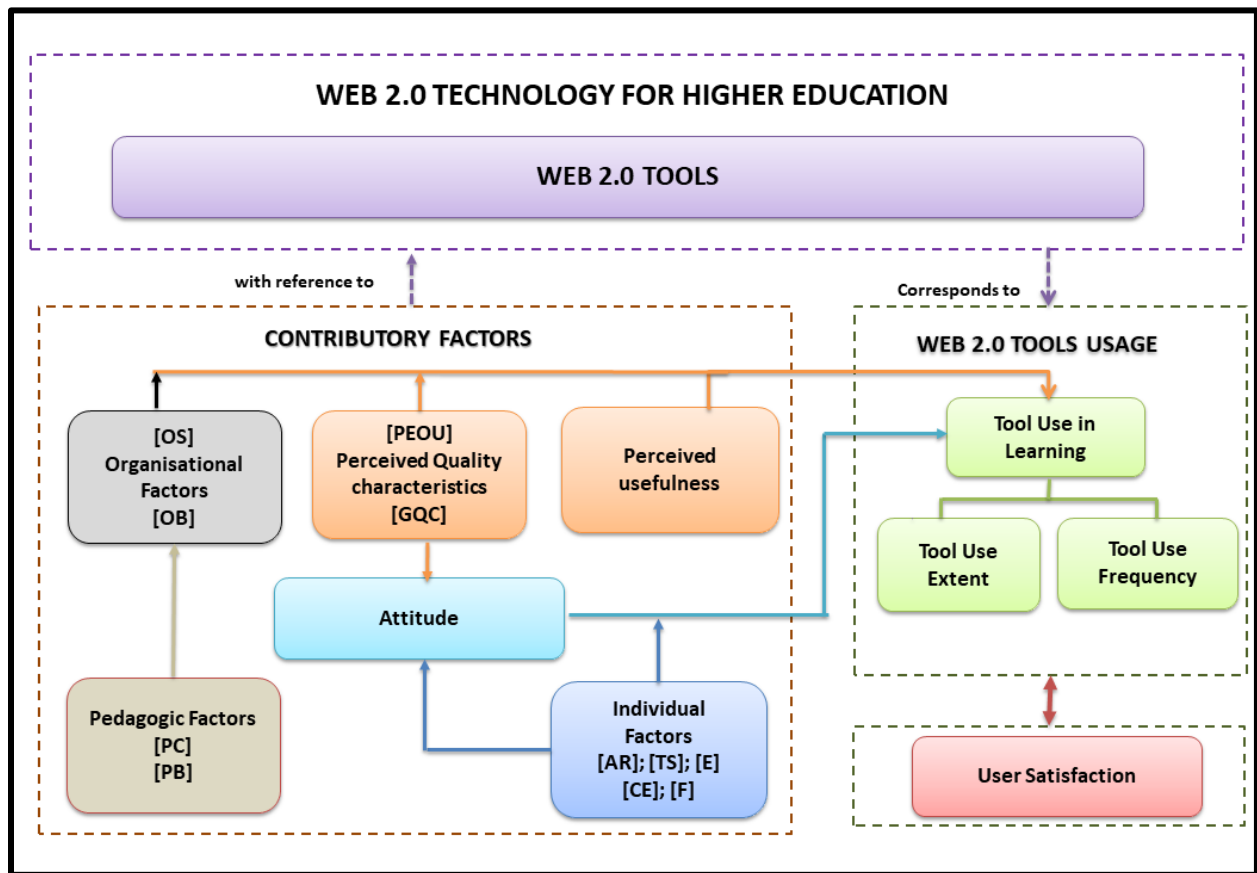 WEB 2.0 TECHNOLOGY FOR HIGHER EDUCATION
WEB 2.0 TOOLS
with reference to
Corresponds to
CONTRIBUTORY FACTORS
[OS]
Organisational
Factors
[OB]
[PEOU]
Perceived Quality
characteristics
[GQC]
Perceived
usefulness
Attitude
Pedagogic Factors
[PC]
[PB]
Individual
Factors
[AR]; [TS]; [E]
[CE]; [F]
WEB 2.0 TOOLS USAGE
Tool Use in
Learning
Tool Use
Extent
Tool Use
Frequency
User Satisfaction